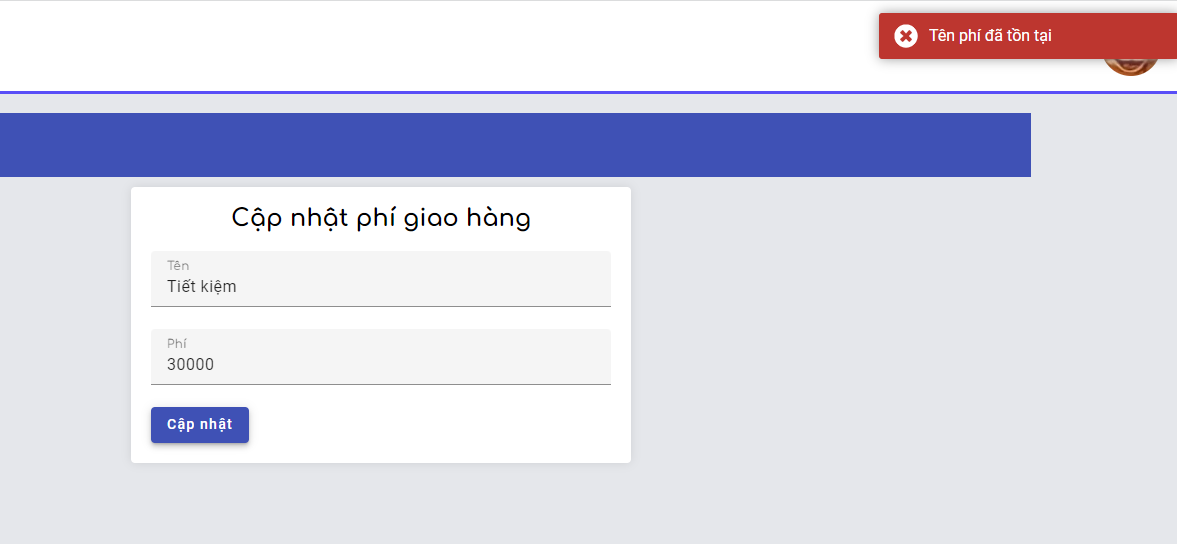 Tên phí đã tồn tại
Cập nhật phí giao hàng
Tên
Tiết kiệm
Phí
30000
Cập nhật